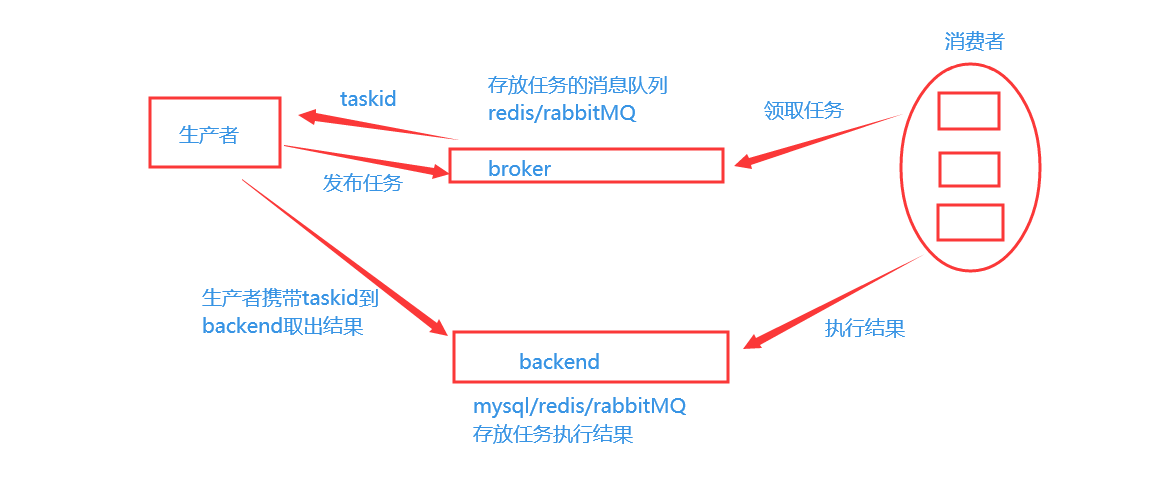 消费者
存放任务的消息队列
redis/rabbitMQ
taskid
领取任务
生产者
broker
发布任务
生产者携带taskid到
backend取出结果
执行结果
backend
mysql/redis/rabbitMQ
存放任务执行结果